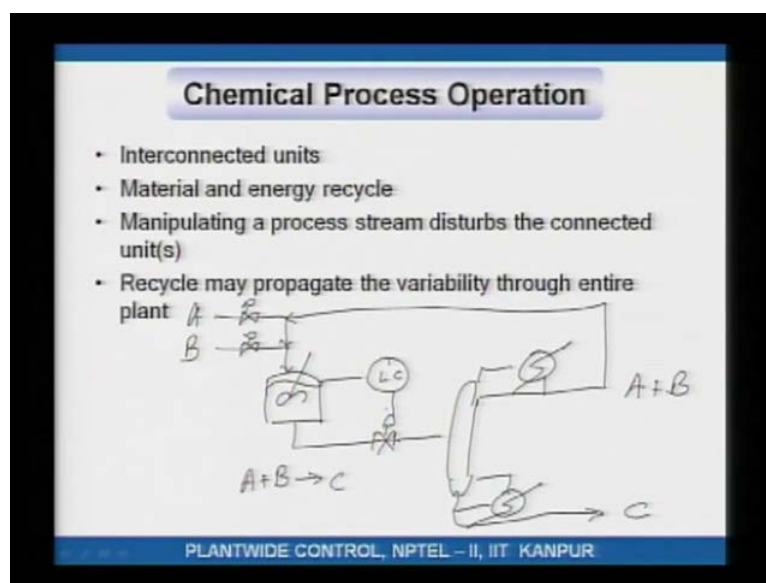 Chemical Process Operation
• Interconnected units
• Material and energy recycle
• Manipulating a process stream disturbs the connected
unit(s)
• Recycle may propagate the variability through entire
plant
A
B
LC
A+B
A+B→C
C
PLANTWIDE CONTROL, NPTEL – II, IIT KANPUR